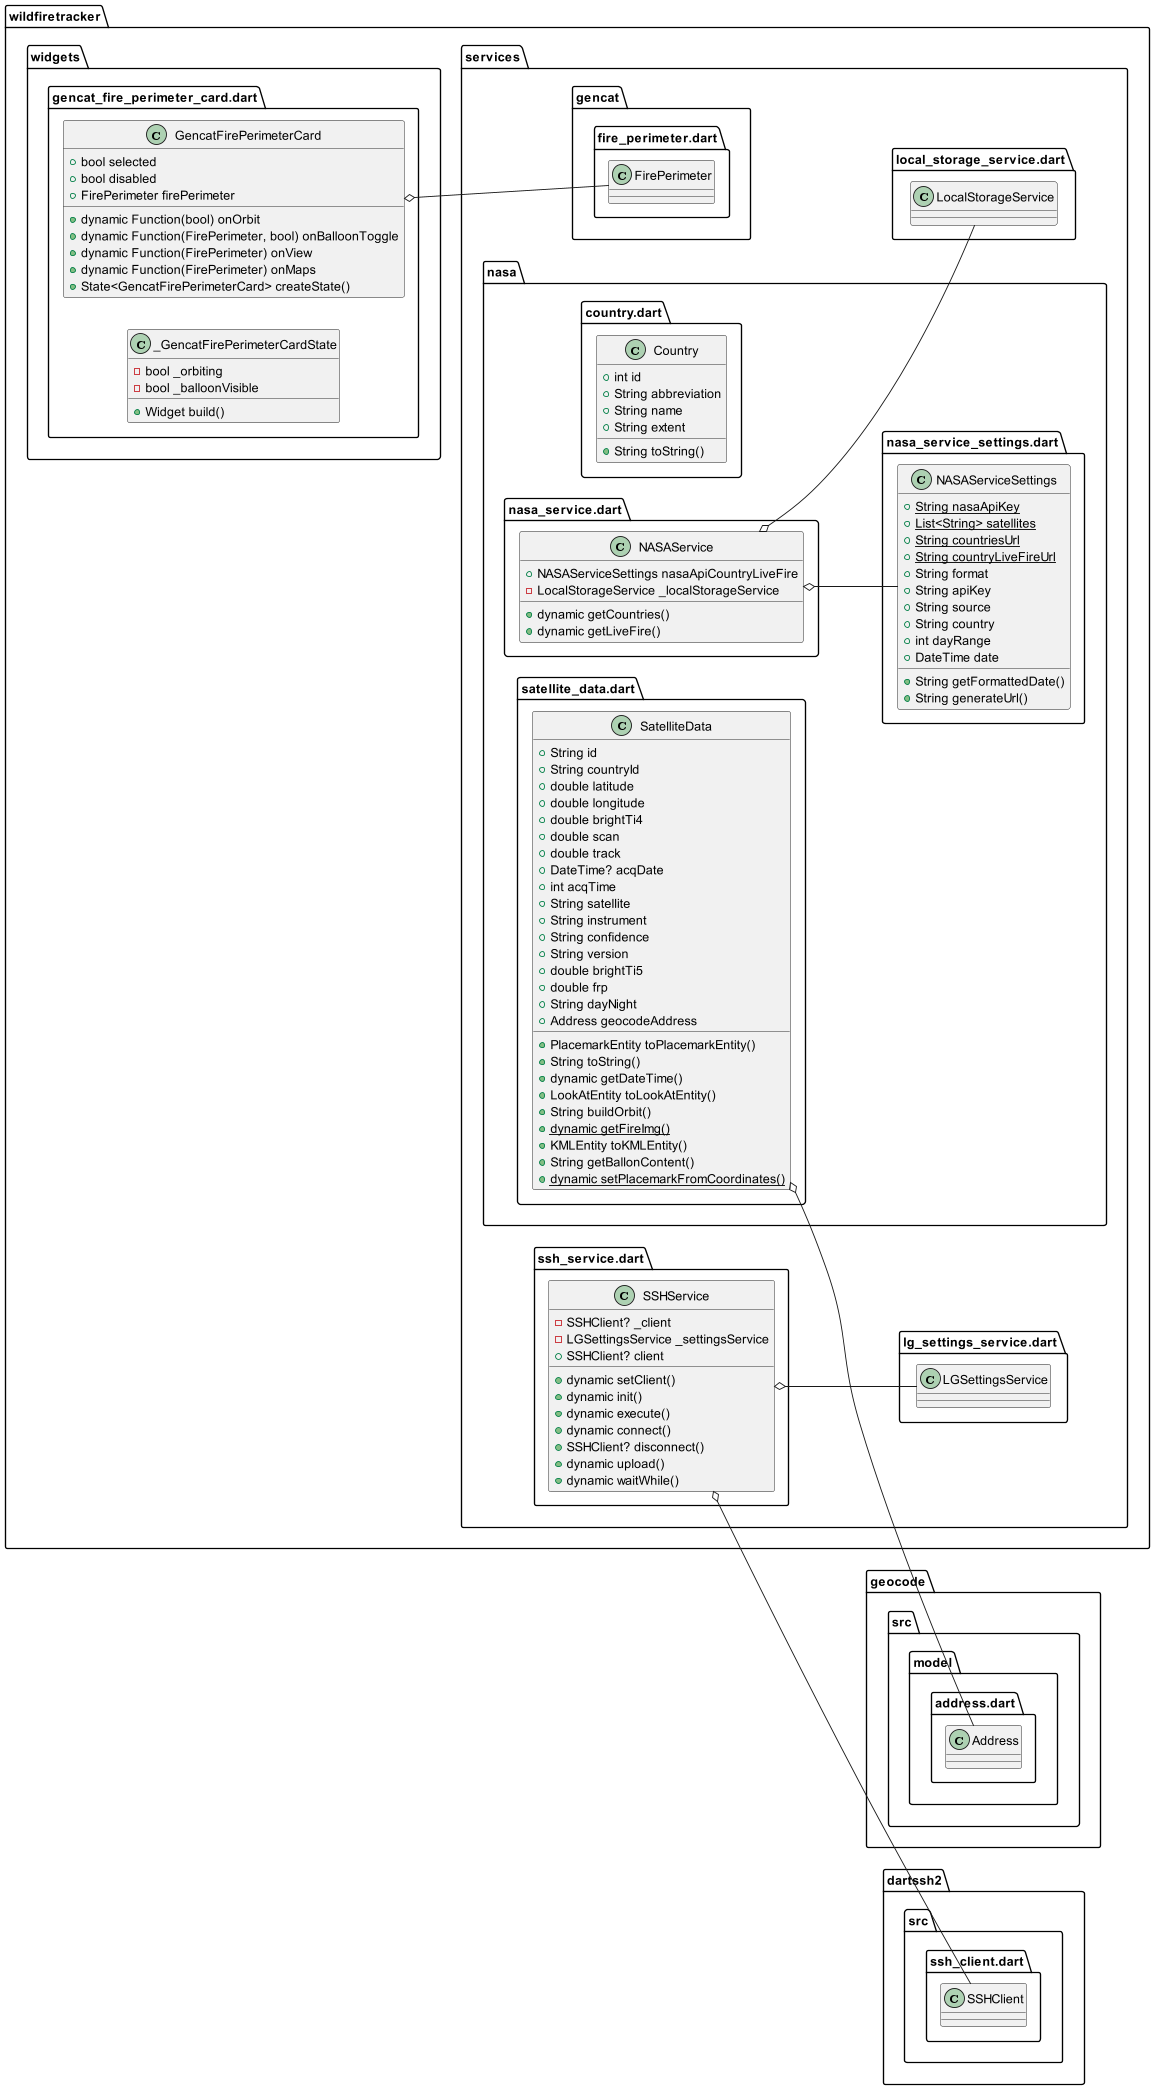 wildfiretracker
widgets
gencat_fire_perimeter_card.dart
C GencatFirePerimeterCard
bool selected
bool disabled
FirePerimeter firePerimeter
dynamic Function(bool) onOrbit
dynamic Function(FirePerimeter, bool) onBalloonToggle
dynamic Function(FirePerimeter) onView
dynamic Function(FirePerimeter) onMaps
State<GencatFirePerimeterCard> createState()
C _GencatFirePerimeterCardState
bool _orbiting
bool _balloonVisible
Widget build()
services
gencat
fire_perimeter.dart
C FirePerimeter
local_storage_service.dart
C LocalStorageService
nasa
country.dart
C Country
int id
String abbreviation
String name
String extent
String toString()
nasa_service.dart
C NASAService
NASAServiceSettings nasaApiCountryLiveFire
LocalStorageService _localStorageService
dynamic getCountries()
dynamic getLiveFire()
nasa_service_settings.dart
C NASAServiceSettings
String nasaApiKey
List<String> satellites
String countriesUrl
String countryLiveFireUrl
String format
String apiKey
String source
String country
int dayRange
DateTime date
String getFormattedDate()
String generateUrl()
satellite_data.dart
C SatelliteData
String id
String countryId
double latitude
double longitude
double brightTi4
double scan
double track
DateTime? acqDate
int acqTime
String satellite
String instrument
String confidence
String version
double brightTi5
double frp
String dayNight
Address geocodeAddress
PlacemarkEntity toPlacemarkEntity()
String toString()
dynamic getDateTime()
LookAtEntity toLookAtEntity()
String buildOrbit()
dynamic getFireImg()
KMLEntity toKMLEntity()
String getBallonContent()
dynamic setPlacemarkFromCoordinates()
ssh_service.dart
C SSHService
SSHClient? _client
LGSettingsService _settingsService
SSHClient? client
dynamic setClient()
dynamic init()
dynamic execute()
dynamic connect()
SSHClient? disconnect()
dynamic upload()
dynamic waitWhile()
lg_settings_service.dart
C LGSettingsService
geocode
src
model
address.dart
C Address
dartssh2
src
ssh_client.dart
C SSHClient